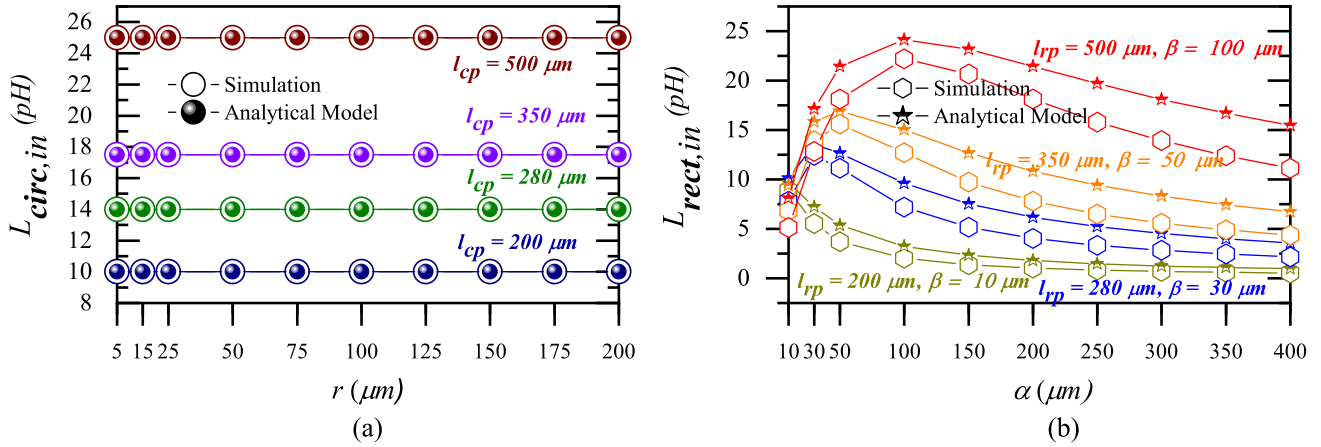 26
24
22
20
18
16
14
12
10
8
L circ,in (pH)
l cp = 500 μm
Simulation
Analytical Model
l cp = 350 μm
l cp = 280 μm
l cp = 200 μm
5 15 25 50 75 100 125 150 175 200
r (μm)
(a)
25
20
15
10
5
0
L rect,in (pH)
l rp = 500 μm, β = 100 μm
Simulation
Analytical Model
l rp = 350 μm, β = 50 μm
l rp = 200 μm, β = 10 μm
l rp = 280 μm, β = 30 μm
10 30 50 100 150 200 250 300 350 400
α (μm)
(b)